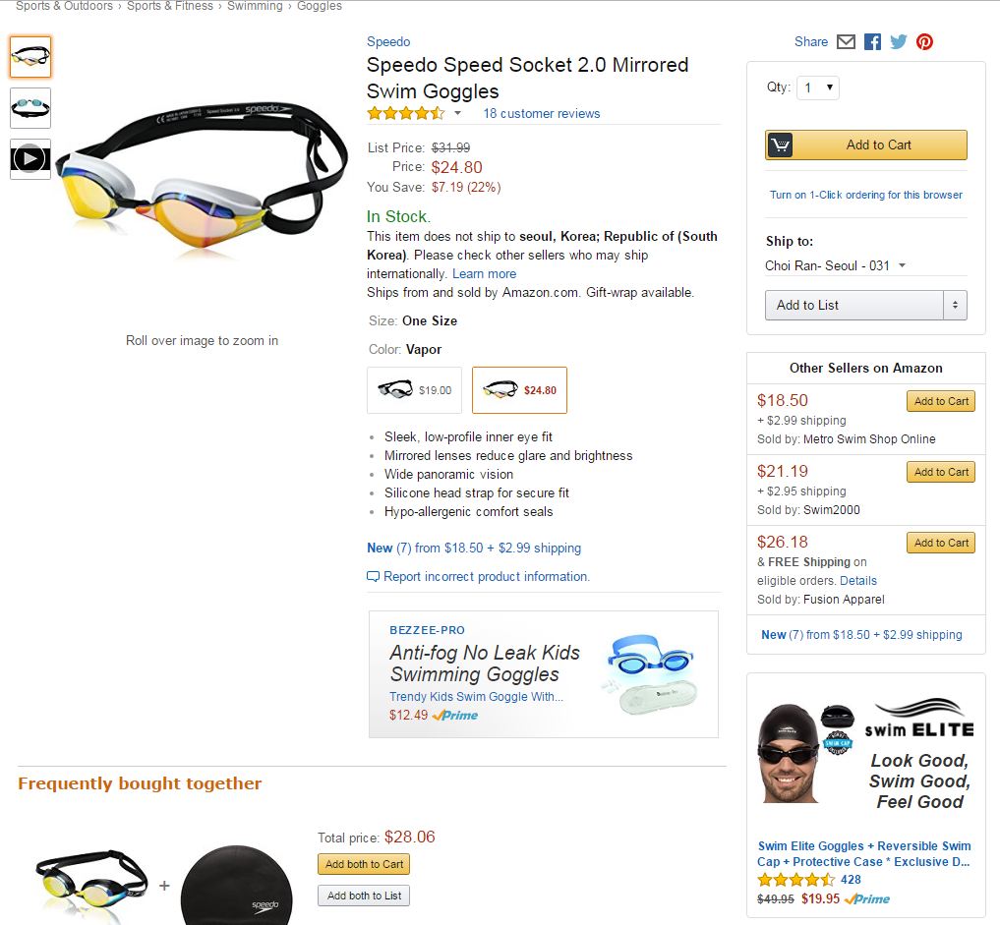 Sports & Outdoors › Sports & Fitness › Swimming › Goggles
Speedo
Speedo Speed Socket 2.0 Mirrored
Swim Goggles
18 customer reviews
List Price: $31.99
Price: $24.80
You Save: $7.19 (22%)
In Stock.
This item does not ship to seoul, Korea; Republic of (South
Korea). Please check other sellers who may ship
internationally. Learn more
Ships from and sold by Amazon.com. Gift-wrap available.
Size: One Size
Color: Vapor
$19.00
$24.80
Sleek, low-profile inner eye fit
Mirrored lenses reduce glare and brightness
Wide panoramic vision
Silicone head strap for secure fit
Hypo-allergenic comfort seals
New (7) from $18.50 + $2.99 shipping
Report incorrect product information.
speedo
Speed Socket 2.0
Roll over image to zoom in
BEZZEE-PRO
Anti-fog No Leak Kids
Swimming Goggles
Trendy Kids Swim Goggle With...
$12.49 Prime
Share
Qty: 1
Add to Cart
Turn on 1-Click ordering for this browser
Ship to:
Choi Ran- Seoul - 031
Add to List
Other Sellers on Amazon
$18.50 Add to Cart
+ $2.99 shipping
Sold by: Metro Swim Shop Online
$21.19 Add to Cart
+ $2.95 shipping
Sold by: Swim2000
$26.18 Add to Cart
& FREE Shipping on
eligible orders. Details
Sold by: Fusion Apparel
New (7) from $18.50 + $2.99 shipping
swim ELITE
SWIM CAP
Look Good,
Swim Good,
Feel Good
Swim Elite Goggles + Reversible Swim
Cap + Protective Case * Exclusive D...
428
$49.95 $19.95 Prime
Frequently bought together
+
speedo
Total price: $28.06
Add both to Cart
Add both to List